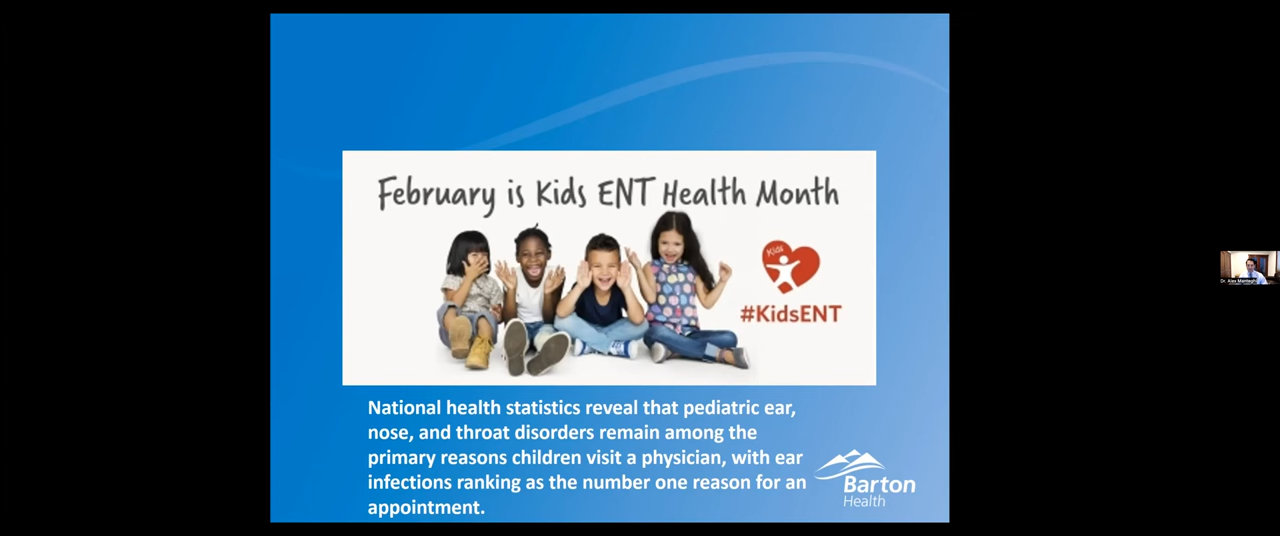 February is Kids ENT Health Month
Kids
#KidsENT
National health statistics reveal that pediatric ear,
nose, and throat disorders remain among the
primary reasons children visit a physician, with ear
infections ranking as the number one reason for an
appointment.
Barton
Health
Dr. Alex